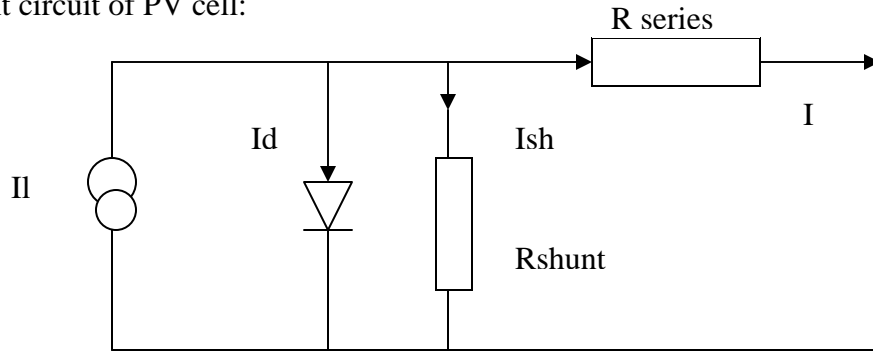 circuit of PV cell:
R series
I
Id
Ish
Il
Rshunt